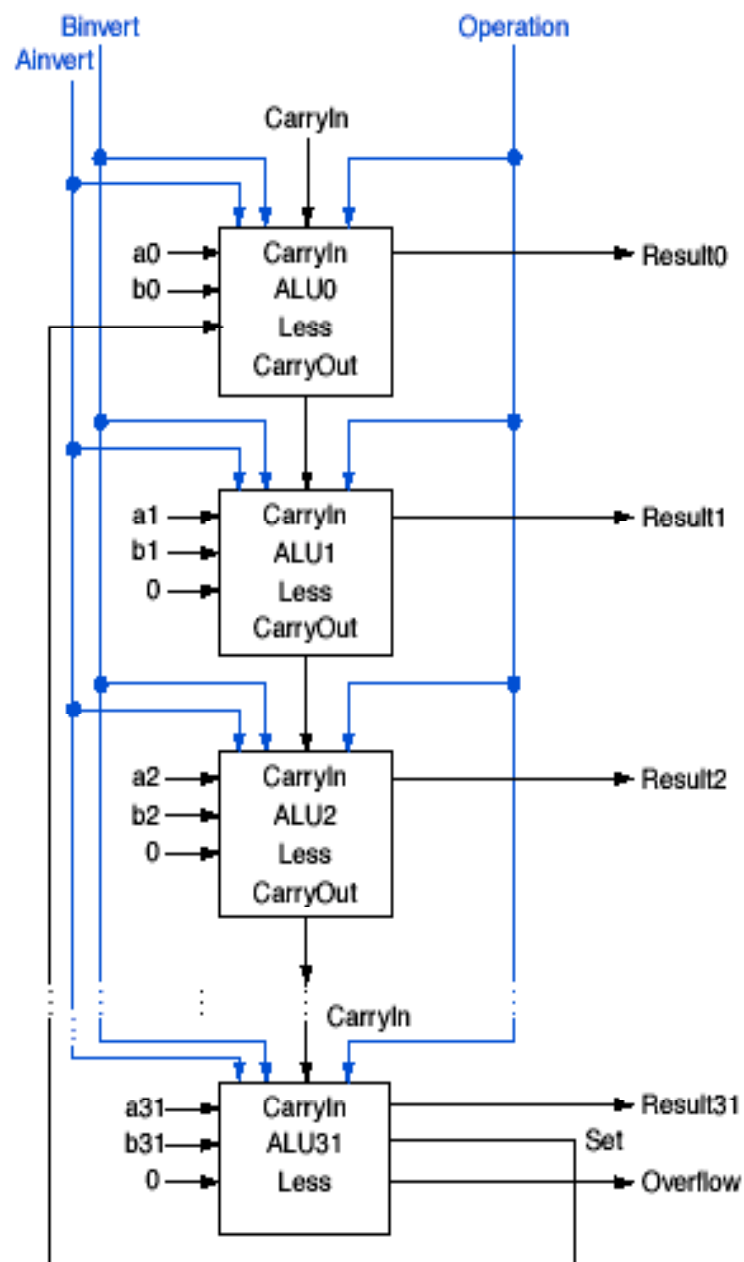 Binvert
Operation
Ainvert
CarryIn
a0
CarryIn
Result0
b0
ALU0
Less
CarryOut
a1
CarryIn
Result1
b1
ALU1
0
Less
CarryOut
a2
CarryIn
Result2
b2
ALU2
0
Less
CarryOut
CarryIn
a31
CarryIn
Result31
b31
ALU31
Set
0
Less
Overflow